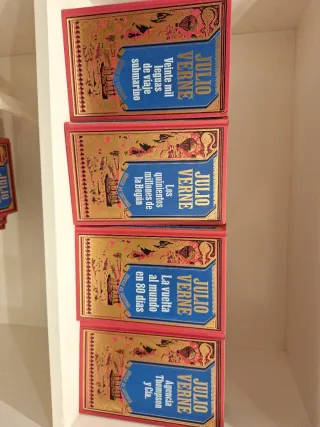 JULIO
VERNE
Veinte mil
leguas
de viaje
submarino
JULIO
VERNE
Los
quinientos
millones de
la Begún
JULIO
VERNE
La vuelta
al mundo
en 80 días
JULIO
VERNE
Agencia
Thompson
y Cía.
JULIO